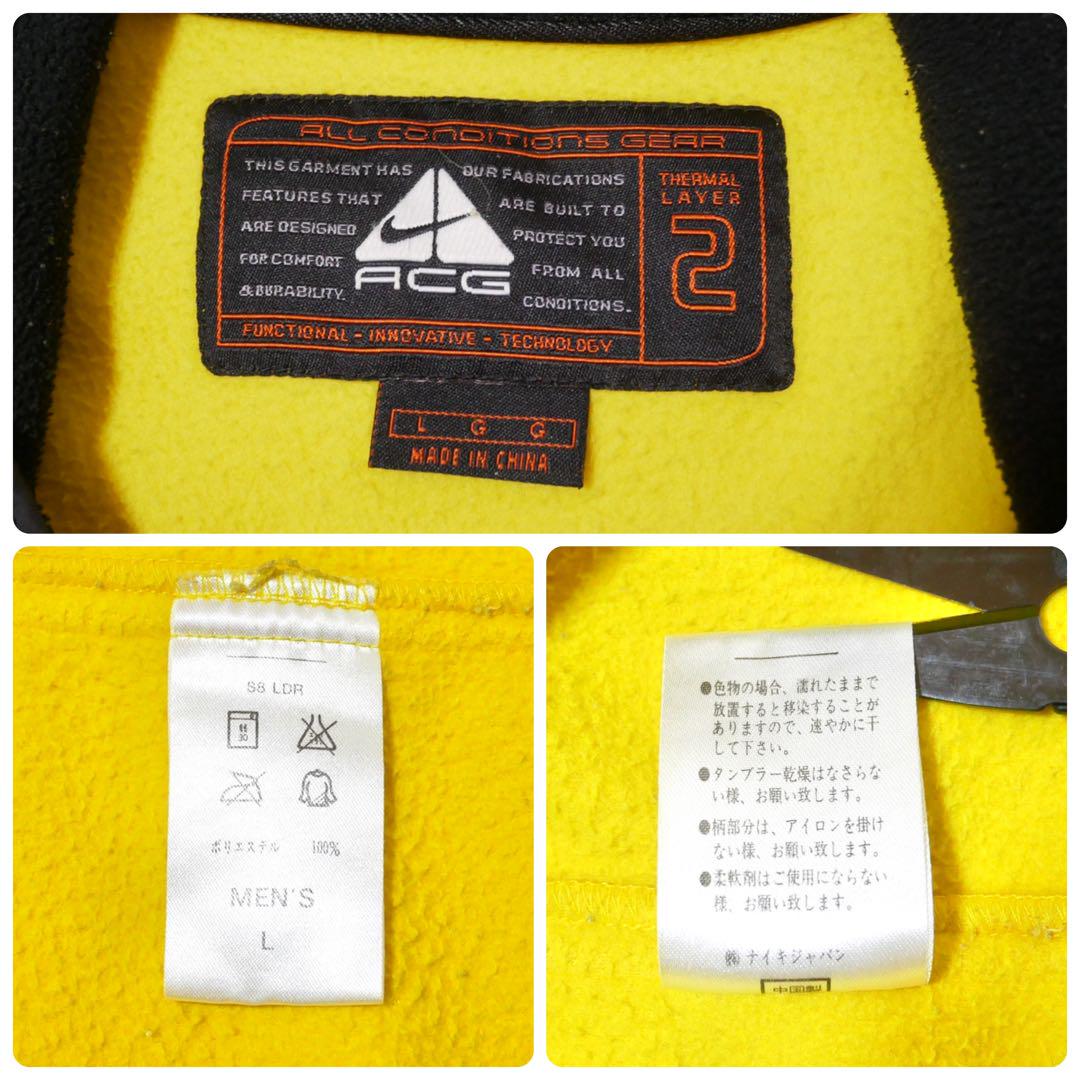 ALL CONDITIONS GEAR
THIS GARMENT HAS
FEATURES THAT
ARE DESIGNED
FOR COMFORT
& DURABILITY.
ACG
OUR FABRICATIONS
ARE BUILT TO
PROTECT YOU
FROM ALL
CONDITIONS.
THERMAL
LAYER
2
FUNCTIONAL - INNOVATIVE - TECHNOLOGY
L G G
MADE IN CHINA
S8 LDR
30
ポリエステル 100%
MEN'S
L
●色物の場合、濡れたままで
放置すると移染することが
ありますので、速やかに干
して下さい。
●タンブラー乾燥はなさらな
い様、お願い致します。
●柄部分は、アイロンを掛け
ない様、お願い致します。
●柔軟剤はご使用にならない
様、お願い致します。
㈱ナイキジャパン
中国製